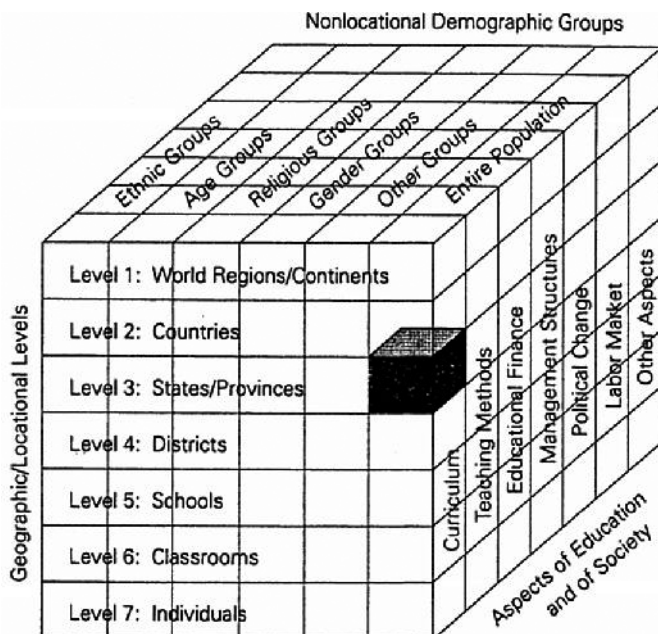 Nonlocational Demographic Groups
Ethnic Groups
Age Groups
Religious Groups
Gender Groups
Other Groups
Entire Population
Geographic/Locational Levels
Level 1: World Regions/Continents
Level 2: Countries
Level 3: States/Provinces
Level 4: Districts
Level 5: Schools
Level 6: Classrooms
Level 7: Individuals
Curriculum
Teaching Methods
Educational Finance
Management Structures
Political Change
Labor Market
Other Aspects
Aspects of Education
and of Society